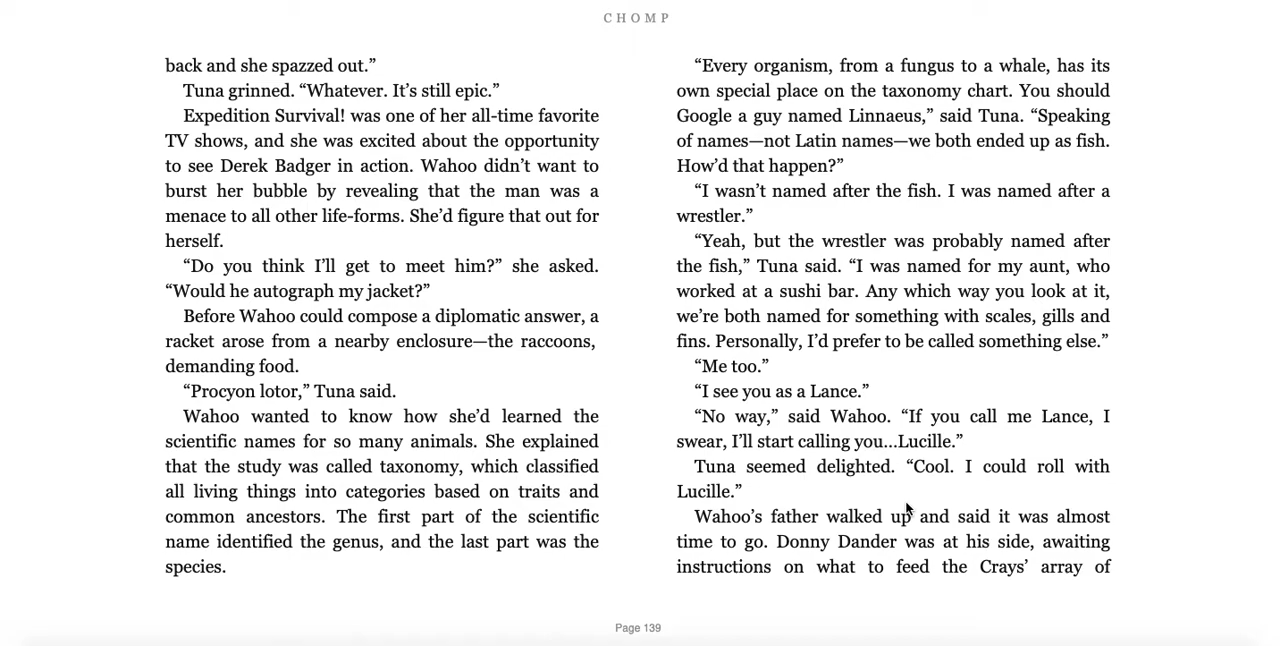 CHOMP
back and she spazzed out.”
Tuna grinned. “Whatever. It’s still epic.”
Expedition Survival! was one of her all-time favorite
TV shows, and she was excited about the opportunity
to see Derek Badger in action. Wahoo didn’t want to
burst her bubble by revealing that the man was a
menace to all other life-forms. She’d figure that out for
herself.
“Do you think I’ll get to meet him?” she asked.
“Would he autograph my jacket?”
Before Wahoo could compose a diplomatic answer, a
racket arose from a nearby enclosure—the raccoons,
demanding food.
“Procyon lotor,” Tuna said.
Wahoo wanted to know how she’d learned the
scientific names for so many animals. She explained
that the study was called taxonomy, which classified
all living things into categories based on traits and
common ancestors. The first part of the scientific
name identified the genus, and the last part was the
species.
“Every organism, from a fungus to a whale, has its
own special place on the taxonomy chart. You should
Google a guy named Linnaeus,” said Tuna. “Speaking
of names—not Latin names—we both ended up as fish.
How’d that happen?”
“I wasn’t named after the fish. I was named after a
wrestler.”
“Yeah, but the wrestler was probably named after
the fish,” Tuna said. “I was named for my aunt, who
worked at a sushi bar. Any which way you look at it,
we’re both named for something with scales, gills and
fins. Personally, I’d prefer to be called something else.”
“Me too.”
“I see you as a Lance.”
“No way,” said Wahoo. “If you call me Lance, I
swear, I’ll start calling you...Lucille.”
Tuna seemed delighted. “Cool. I could roll with
Lucille.”
Wahoo’s father walked up and said it was almost
time to go. Donny Dander was at his side, awaiting
instructions on what to feed the Crays’ array of
Page 139